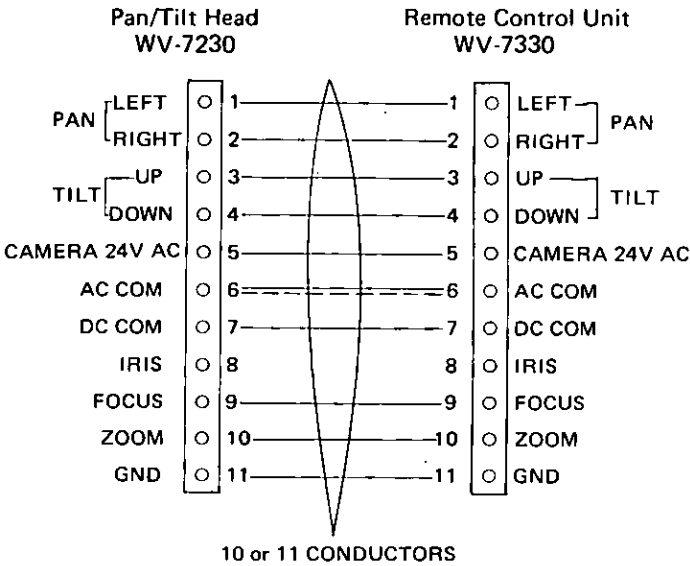 Pan/Tilt Head Remote Control Unit
WV-7230 WV-7330
PAN LEFT 1 1 LEFT PAN
RIGHT 2 2 RIGHT
TILT UP 3 3 UP TILT
DOWN 4 4 DOWN
CAMERA 24V AC 5 5 CAMERA 24V AC
AC COM 6 6 AC COM
DC COM 7 7 DC COM
IRIS 8 8 IRIS
FOCUS 9 9 FOCUS
ZOOM 10 10 ZOOM
GND 11 11 GND
10 or 11 CONDUCTORS